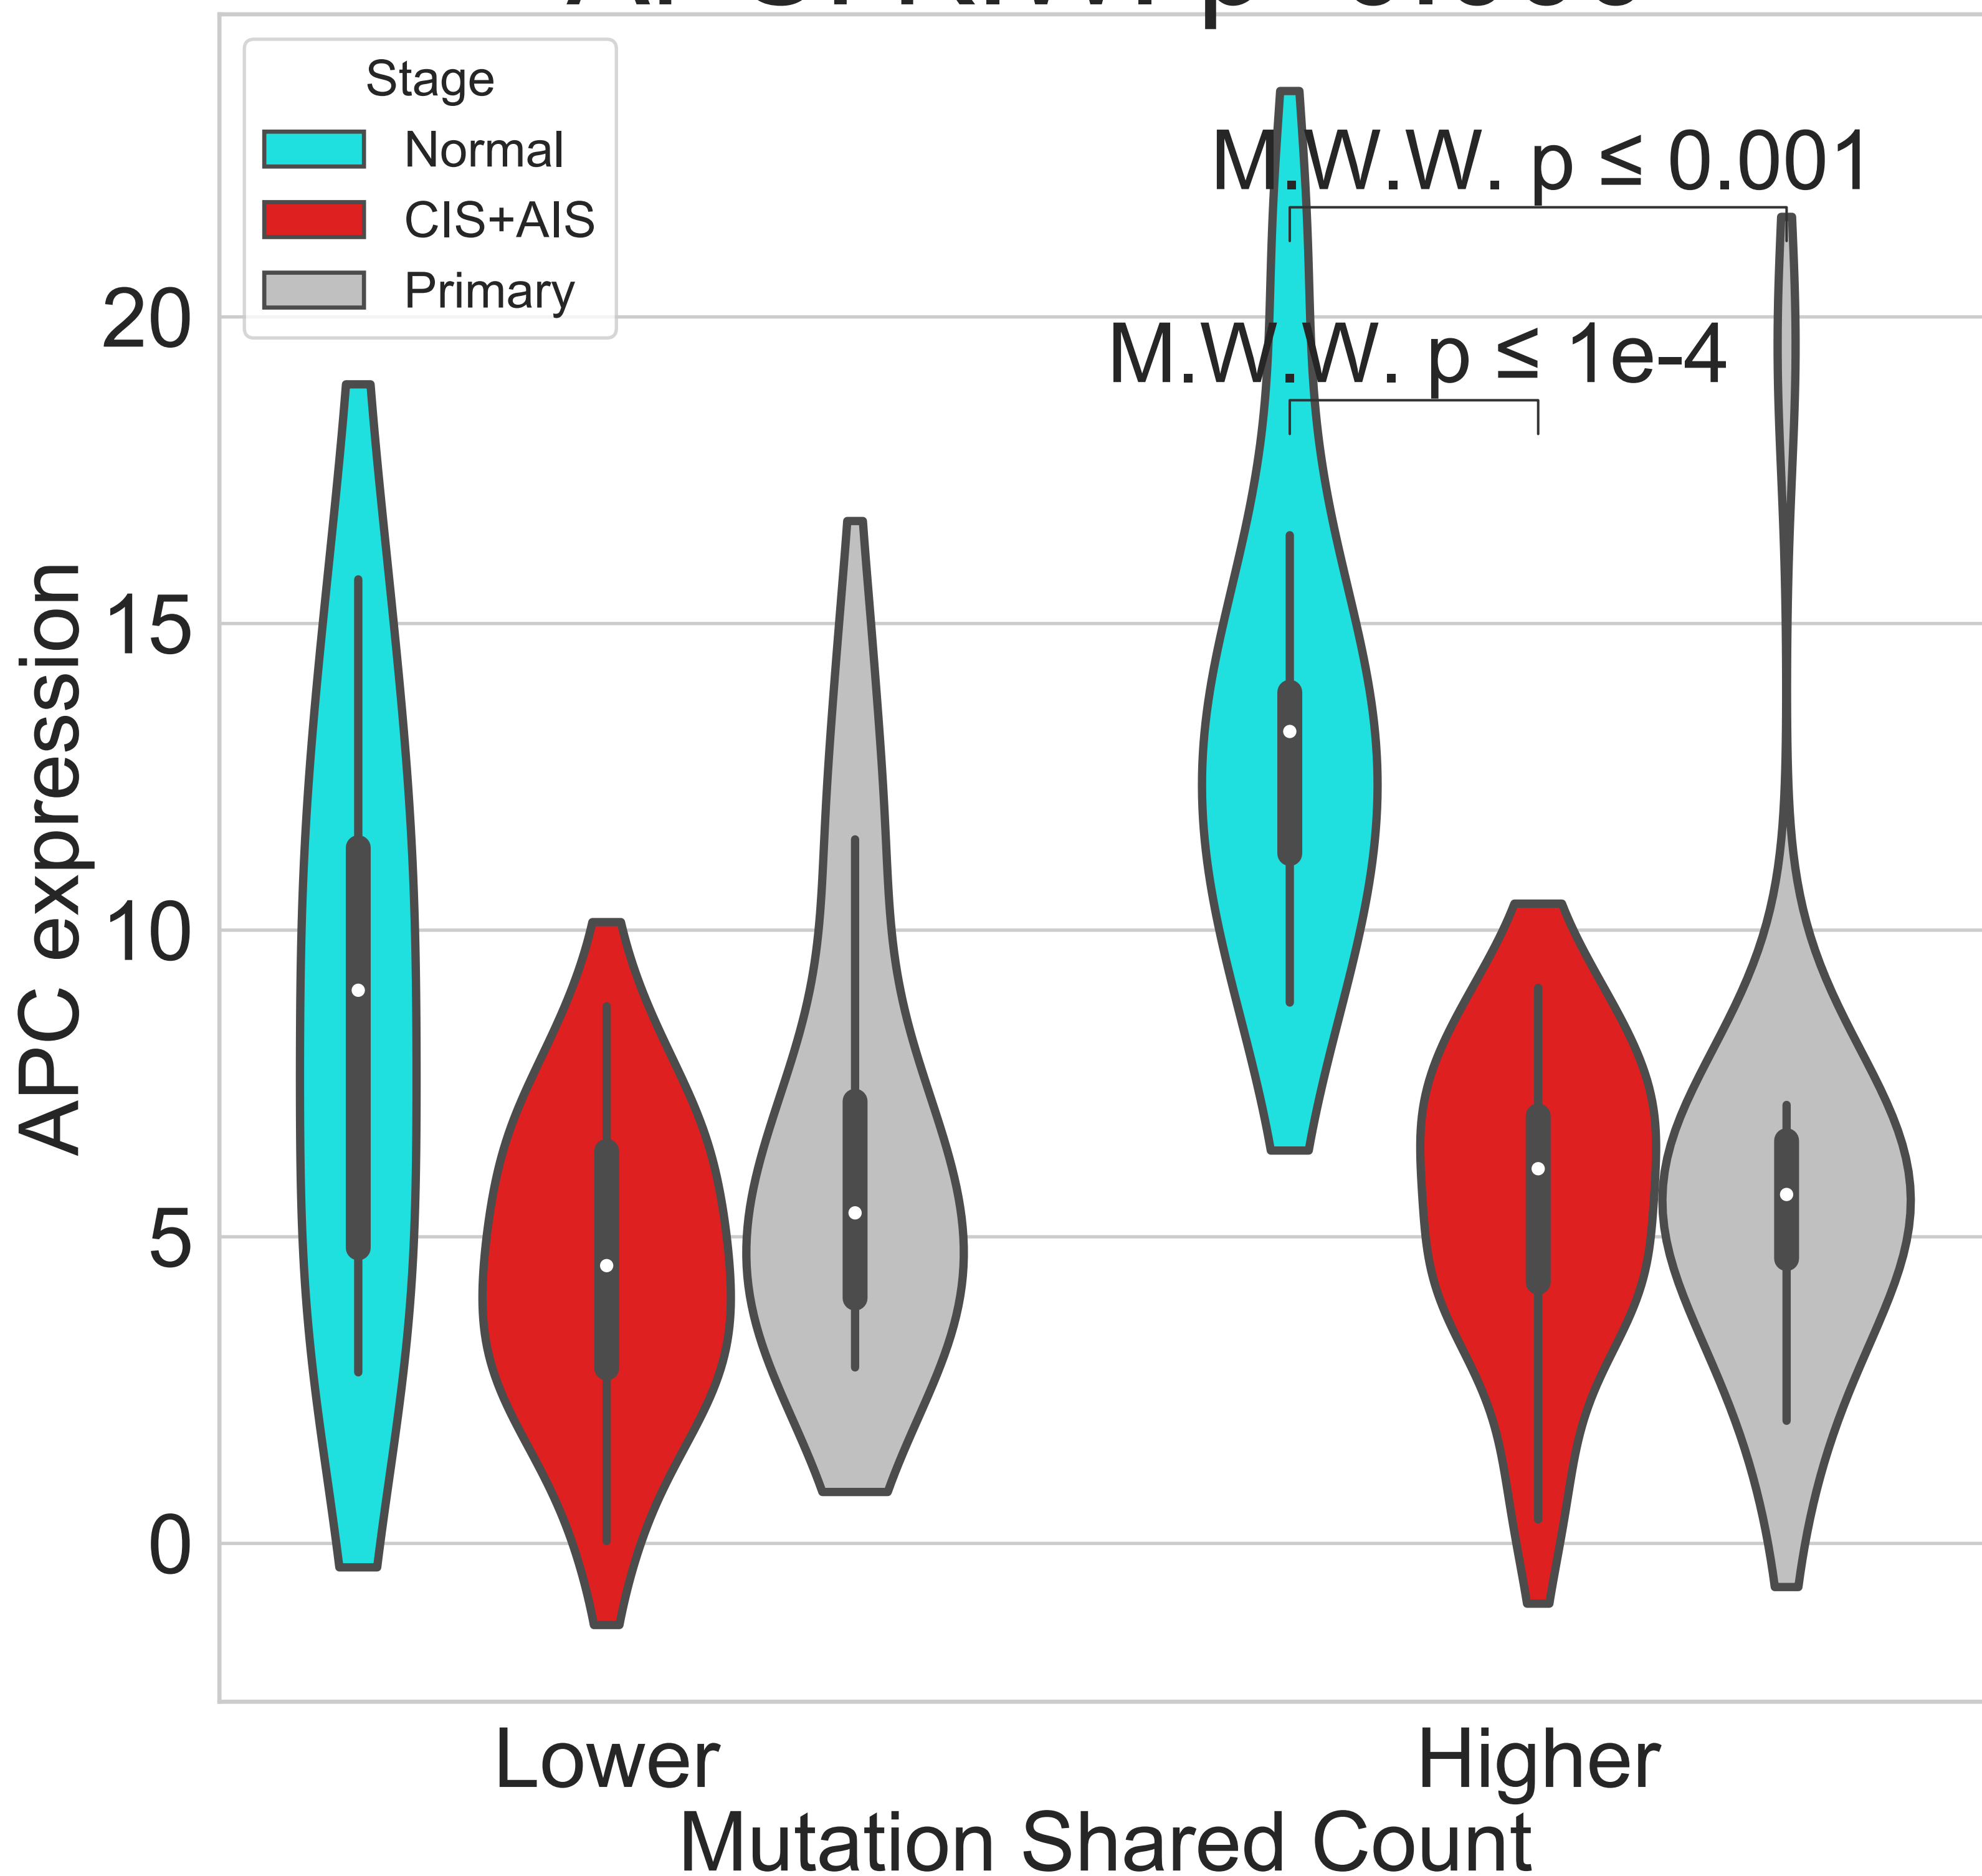 Stage
Normal
CIS+AIS
Primary
M.W.W. p ≤ 0.001
M.W.W. p ≤ 1e-4
20
15
10
5
0
APC expression
Lower
Higher
Mutation Shared Count